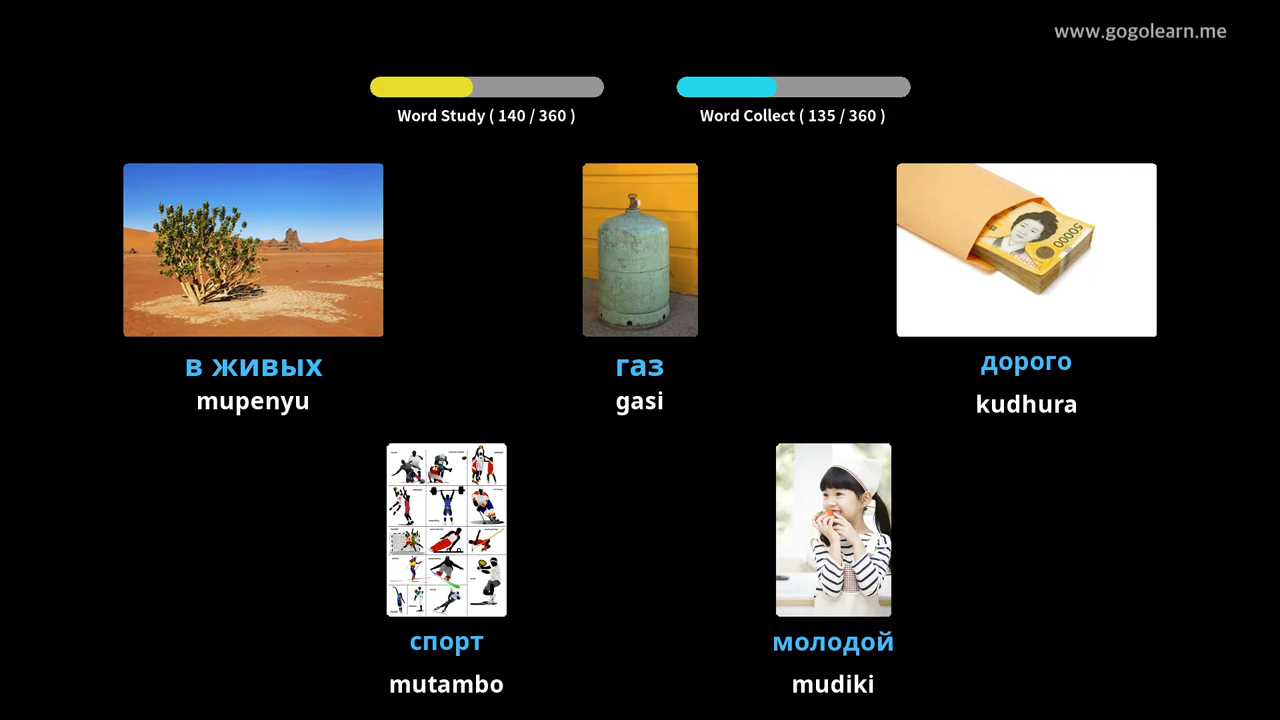 www.gogolearn.me
Word Study ( 140 / 360 )
Word Collect ( 135 / 360 )
в живых
mupenyu
газ
gasi
дорого
kudhura
50000
спорт
mutambo
молодой
mudiki